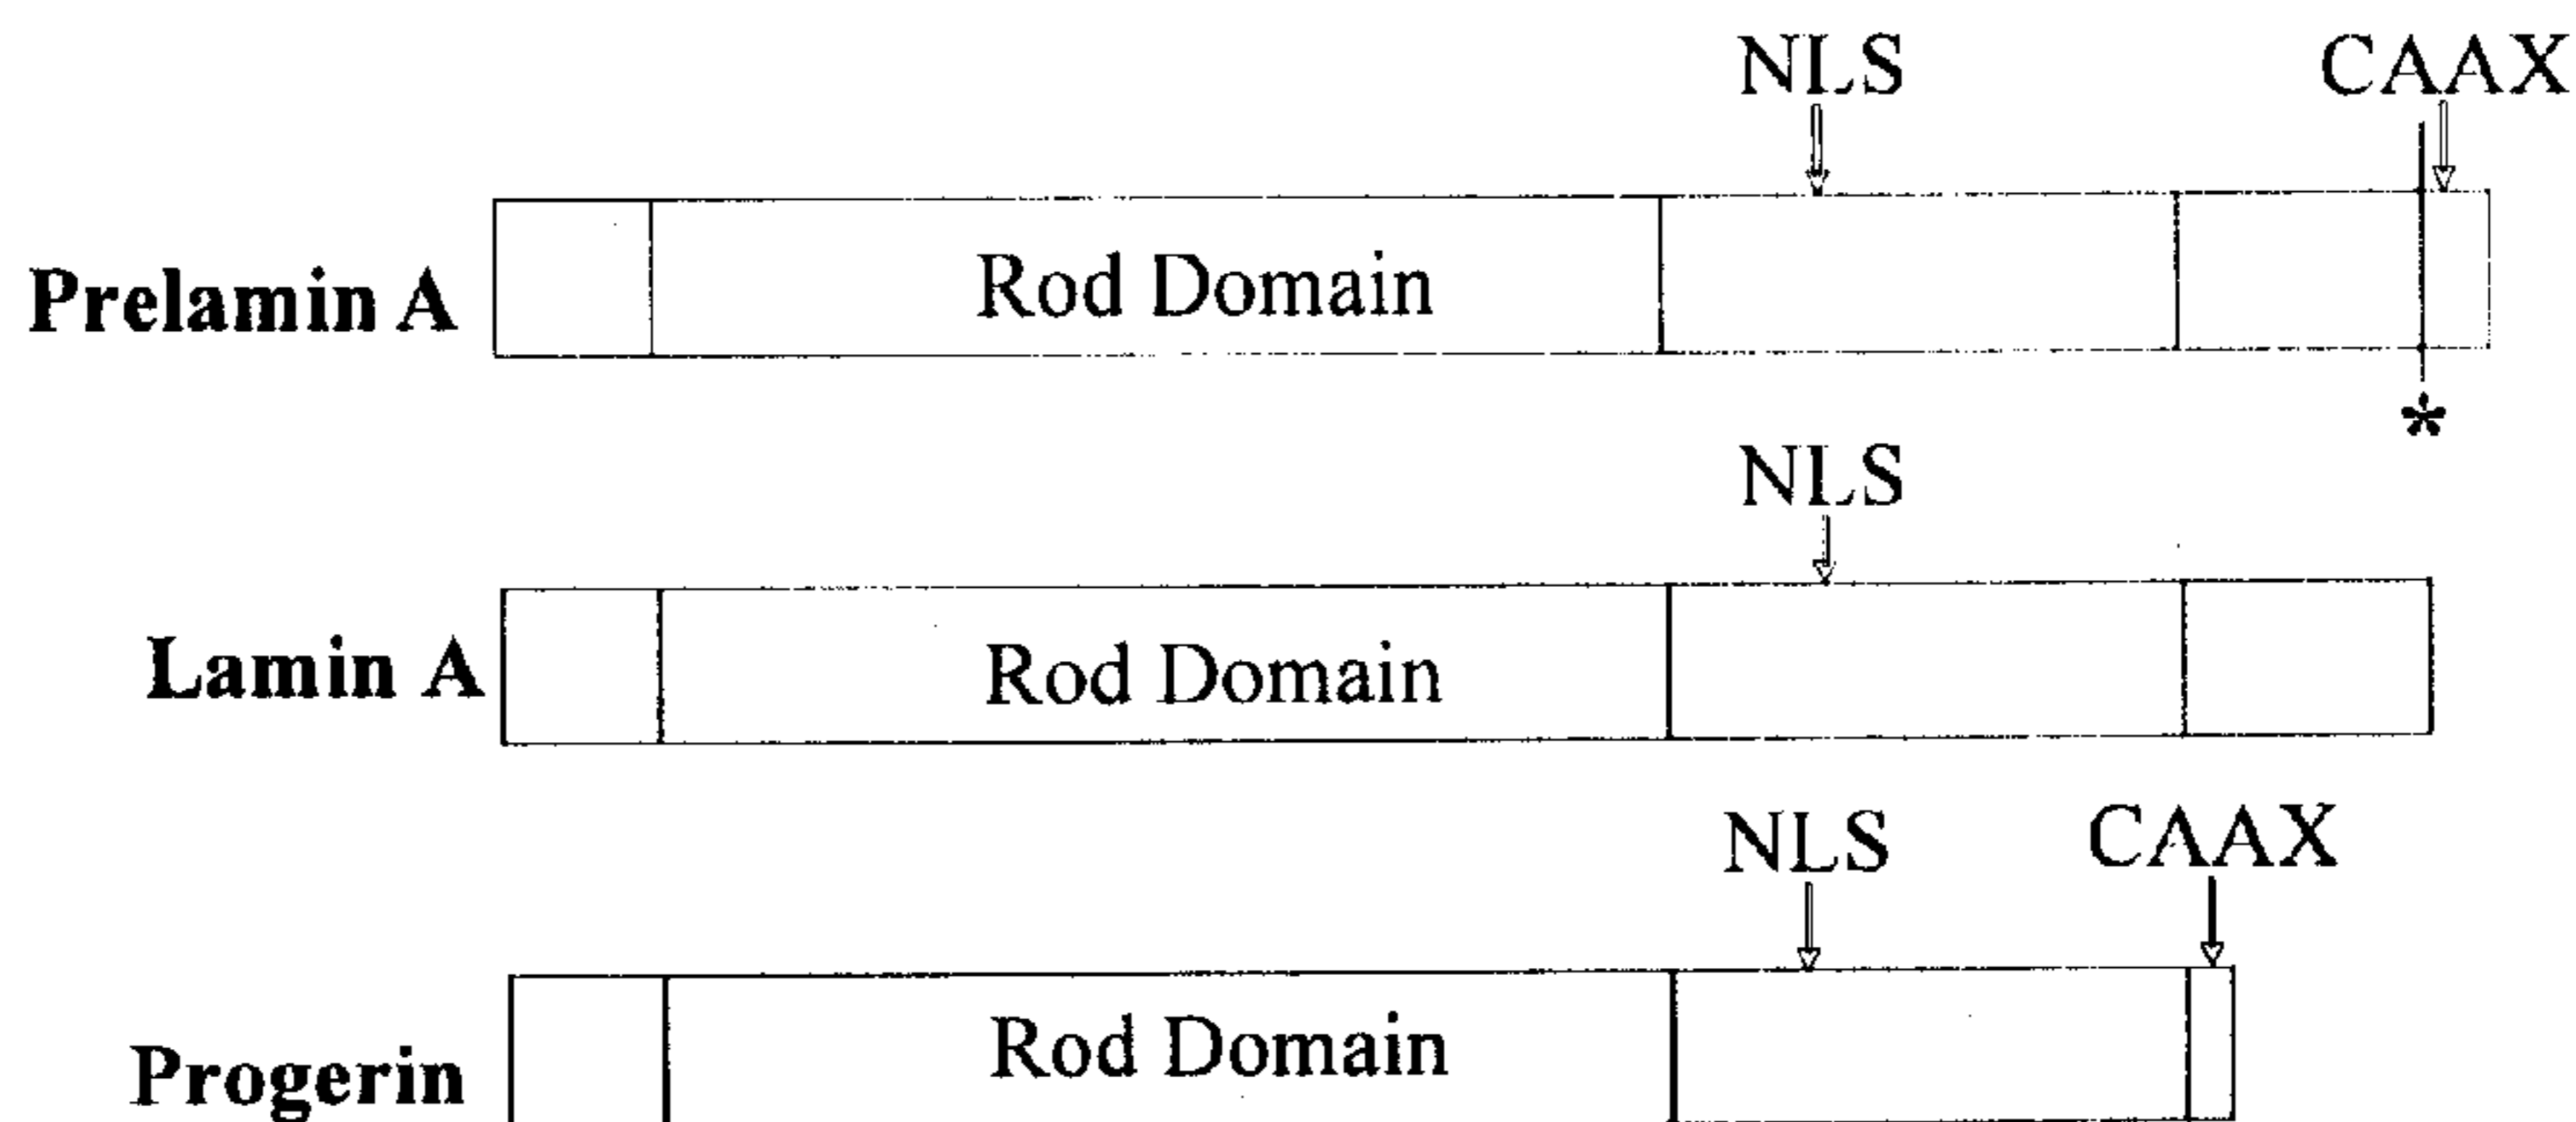 NLS CAAX
Prelamin A Rod Domain
*
NLS
Lamin A Rod Domain
NLS CAAX
Progerin Rod Domain